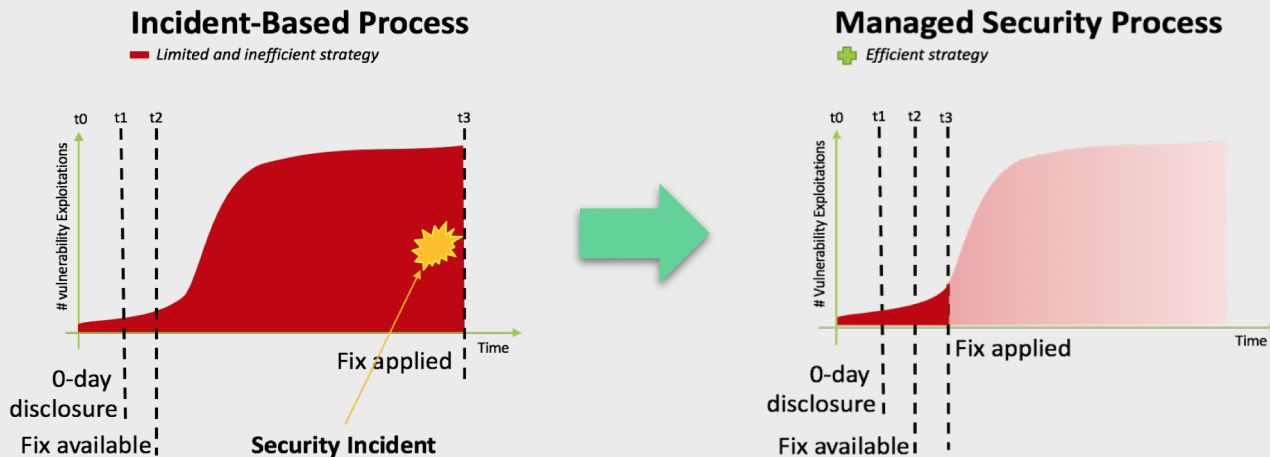 Incident-Based Process
Limited and inefficient strategy
t0
t1
t2
t3
# vulnerability Exploitations
Time
Fix applied
0-day
disclosure
Fix available
Security Incident
Managed Security Process
Efficient strategy
t0
t1
t2
t3
# Vulnerability Exploitations
Time
Fix applied
0-day
disclosure
Fix available